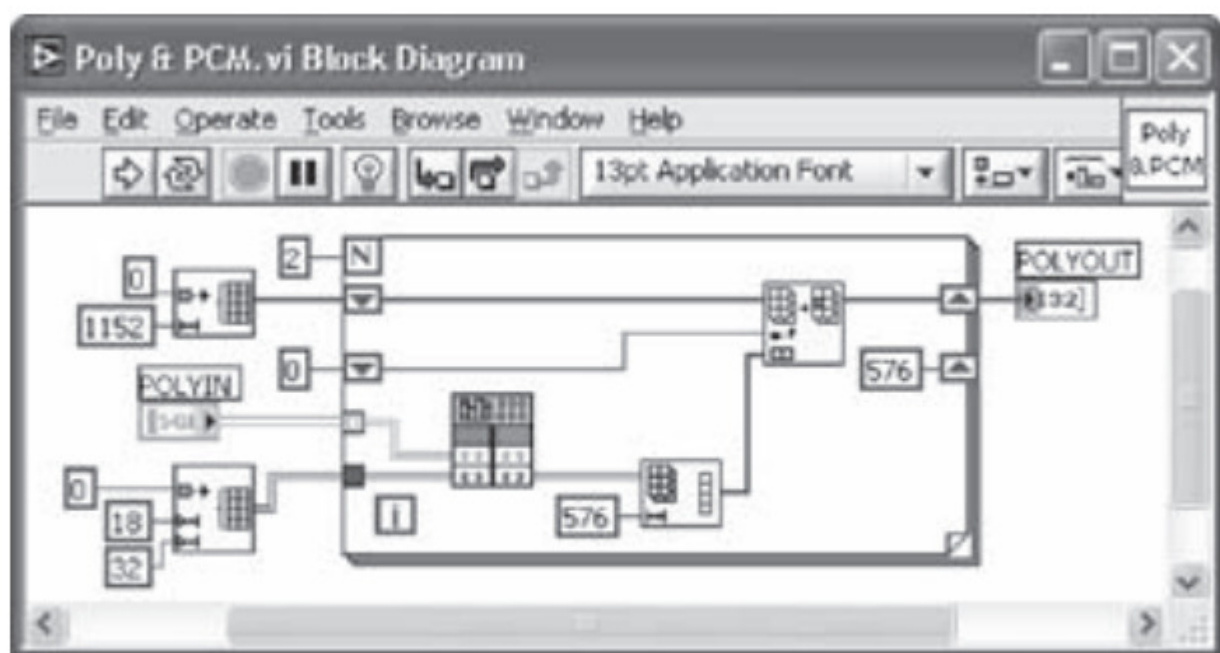 Poly & PCM.vi Block Diagram
File Edit Operate Tools Browse Window Help
13pt Application Font
Poly
&.PCM
2
N
0
1152
POLYOUT
0
576
POLYIN
0
18
32
i
576